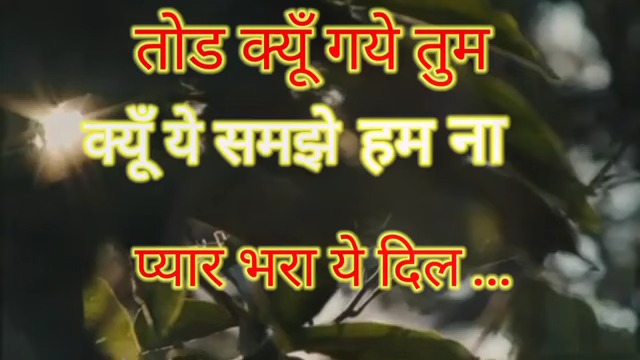 तोड क्यूँ गये तुम
क्यूँ ये समझे हम ना
प्यार भरा ये दिल ...